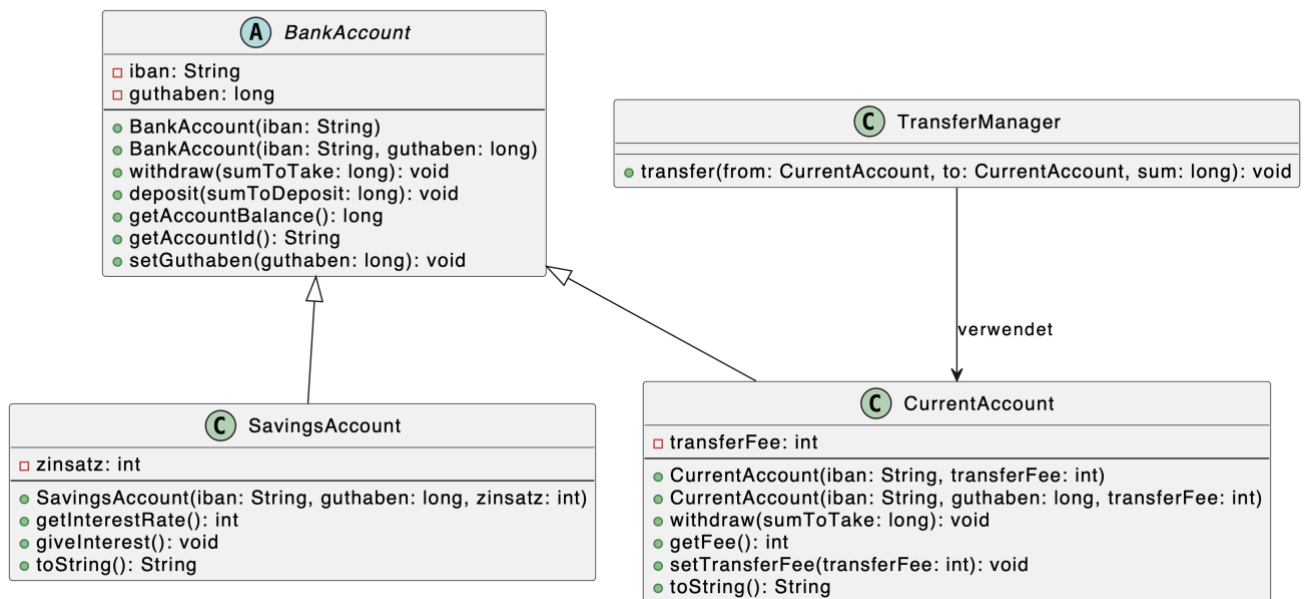 A BankAccount
iban: String
guthaben: long
BankAccount(iban: String)
BankAccount(iban: String, guthaben: long)
withdraw(sumToTake: long): void
deposit(sumToDeposit: long): void
getAccountBalance(): long
getAccountId(): String
setGuthaben(guthaben: long): void
C TransferManager
transfer(from: CurrentAccount, to: CurrentAccount, sum: long): void
verwendet
C SavingsAccount
zinsatz: int
SavingsAccount(iban: String, guthaben: long, zinsatz: int)
getInterestRate(): int
giveInterest(): void
toString(): String
C CurrentAccount
transferFee: int
CurrentAccount(iban: String, transferFee: int)
CurrentAccount(iban: String, guthaben: long, transferFee: int)
withdraw(sumToTake: long): void
getFee(): int
setTransferFee(transferFee: int): void
toString(): String